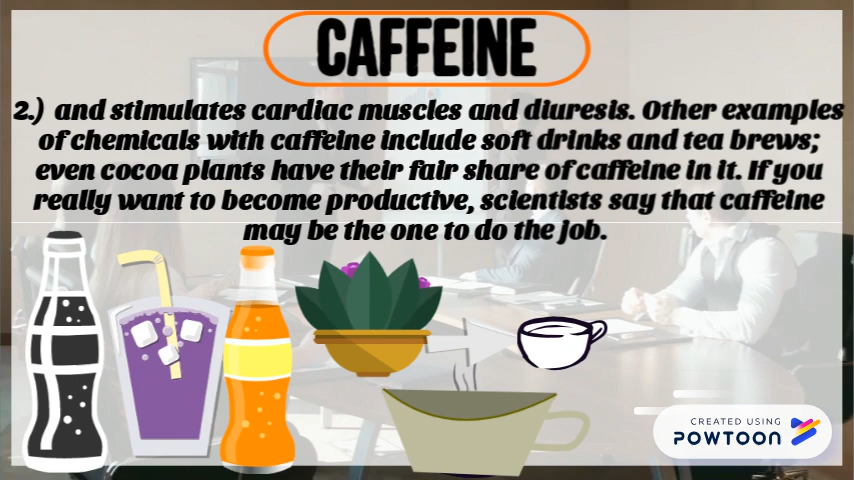 CAFFEINE
2.) and stimulates cardiac muscles and diuresis. Other examples
of chemicals with caffeine include soft drinks and tea brews;
even cocoa plants have their fair share of caffeine in it. If you
really want to become productive, scientists say that caffeine
may be the one to do the job.
CREATED USING
POWTOON